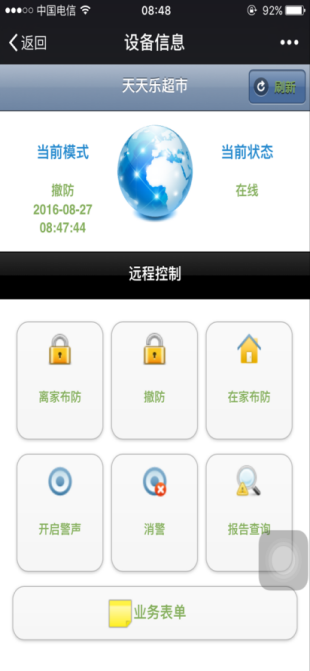 中国电信 08:48 92%
返回 设备信息
天天乐超市 刷新
当前模式 当前状态
撤防 在线
2016-08-27
08:47:44
远程控制
离家布防 撤防 在家布防
开启警声 消警 报告查询
业务表单